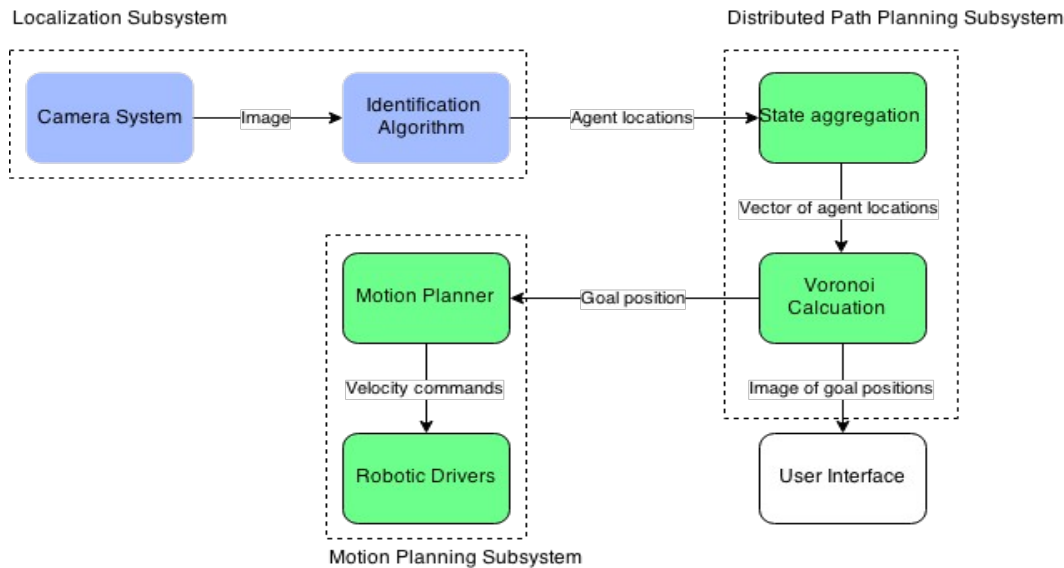 Localization Subsystem
Distributed Path Planning Subsystem
Camera System
Image
Identification
Algorithm
Agent locations
State aggregation
Vector of agent locations
Motion Planner
Goal position
Voronoi
Calcuation
Velocity commands
Image of goal positions
Robotic Drivers
User Interface
Motion Planning Subsystem